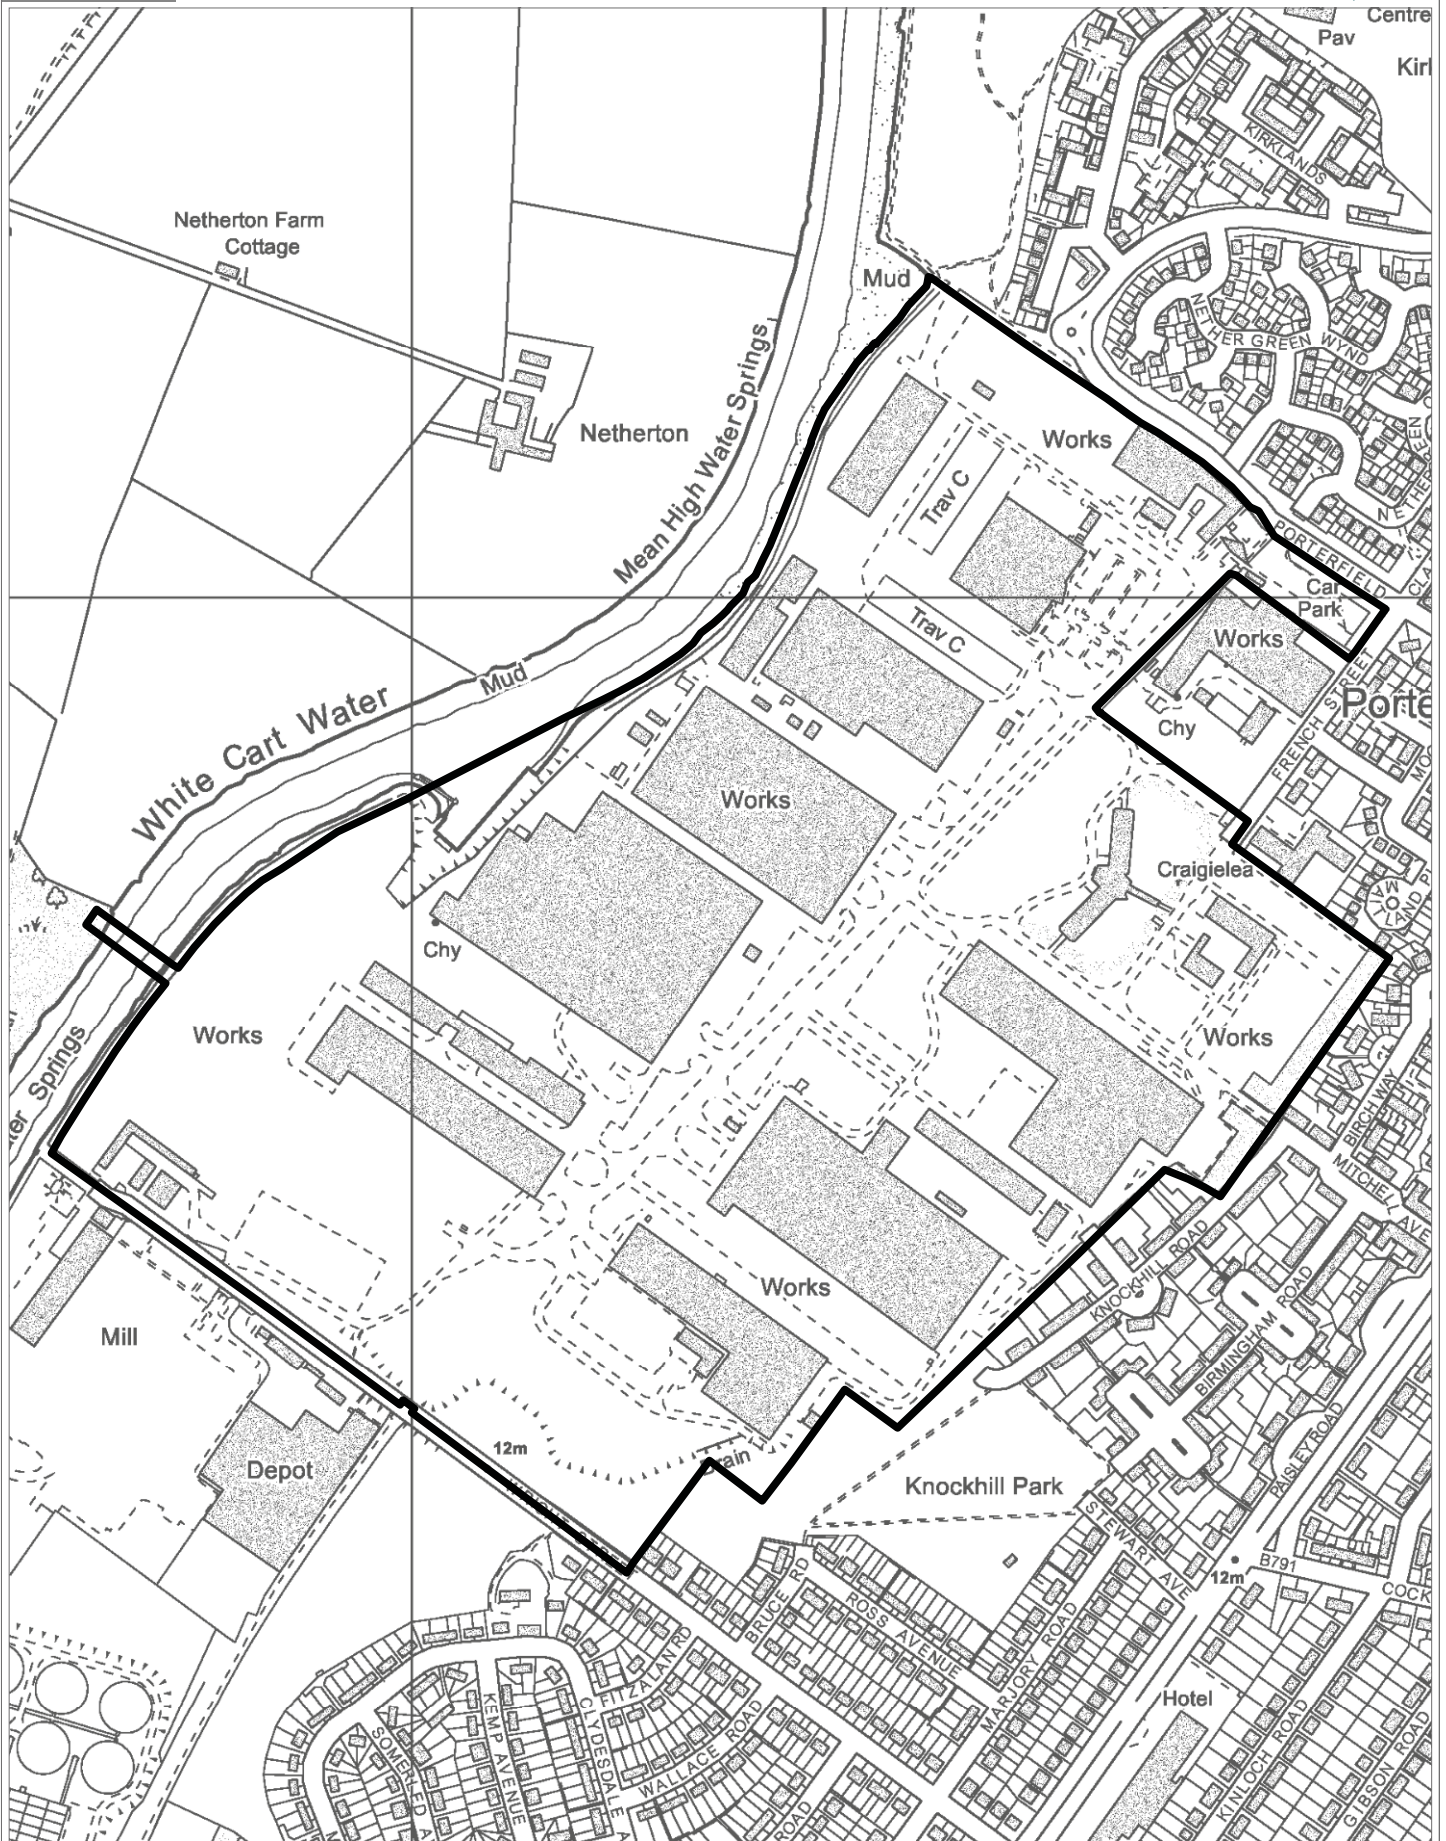 Centre
Pav
Kirl
KIRKLANDS
Netherton Farm
Cottage
Mud
NETHER GREEN WYND
Netherton
Mean High Water Springs
Works
Trav C
PORTERFIELD
Car
Park
Trav C
Works
Mud
Porte
FRENCH STREET
Chy
White Cart Water
Works
Craigielea
MAITLAND
Chy
Works
Works
Springs
BIRCH WAY
MITCHELL AVE
KNOCKHILL ROAD
Works
BIRMINGHAM ROAD
Mill
PAISLEY ROAD
12m
Drain
Depot
Knockhill Park
STEWART AVE
B791
12m
COCK
BRUCE RD
ROSS AVENUE
MARJORY ROAD
FITZALAN RD
Hotel
KEMP AVENUE
CLYDESDALE A
WALLACE ROAD
SOMERLED A
KINLOCH ROAD
GIBSON ROAD
ROAD